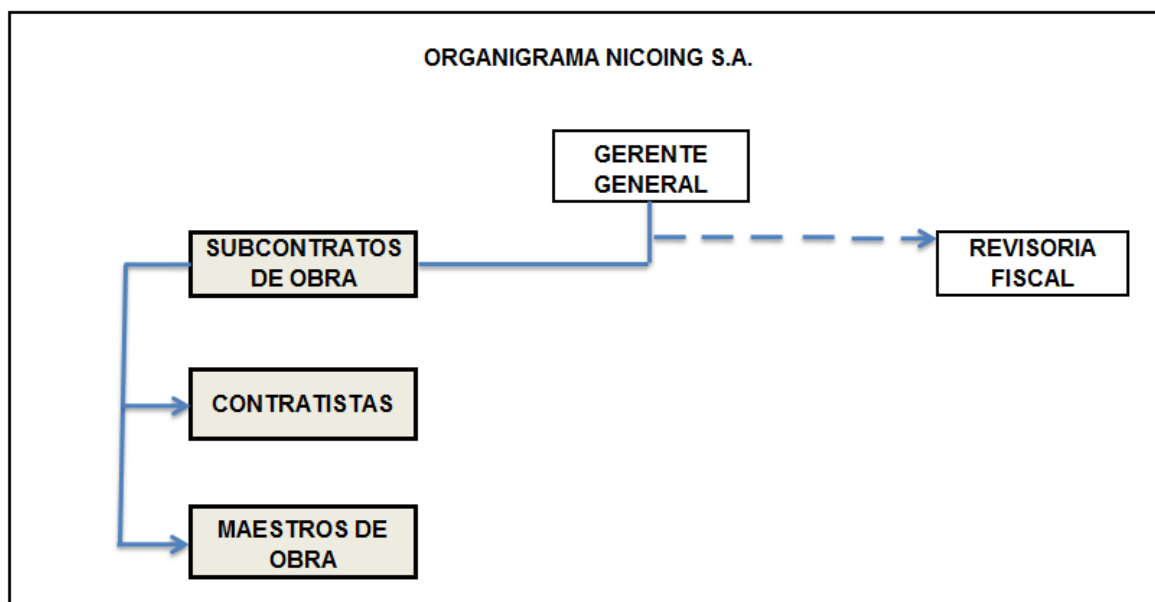 ORGANIGRAMA NICOING S.A.
GERENTE
GENERAL
SUBCONTRATOS
DE OBRA
REVISORIA
FISCAL
CONTRATISTAS
MAESTROS DE
OBRA